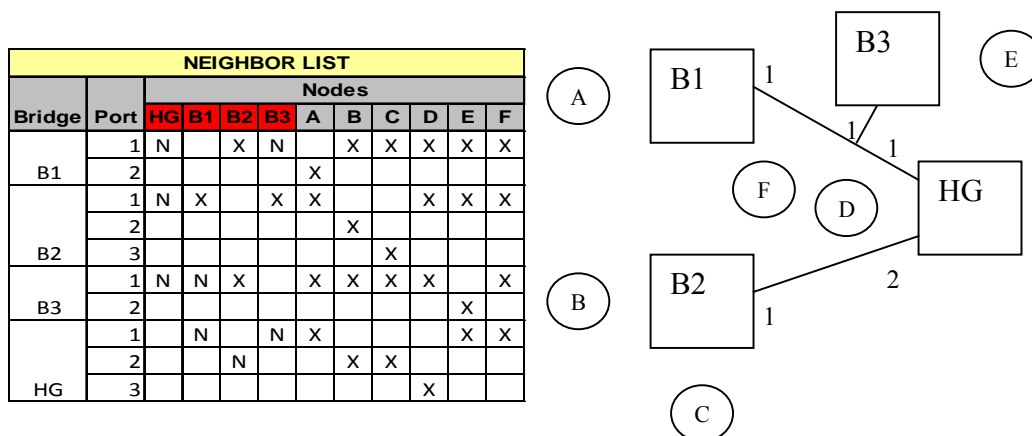 NEIGHBOR LIST
Nodes
Bridge Port HG B1 B2 B3 A B C D E F
1 N X N X X X X X
B1 2 X
1 N X X X X X X
2 X
B2 3 X
1 N N X X X X X X
B3 2 X
1 N N X X X
2 N X X
HG 3 X
B3
E
B1
1
A
1
1
HG
F
D
B2
2
B
1
C